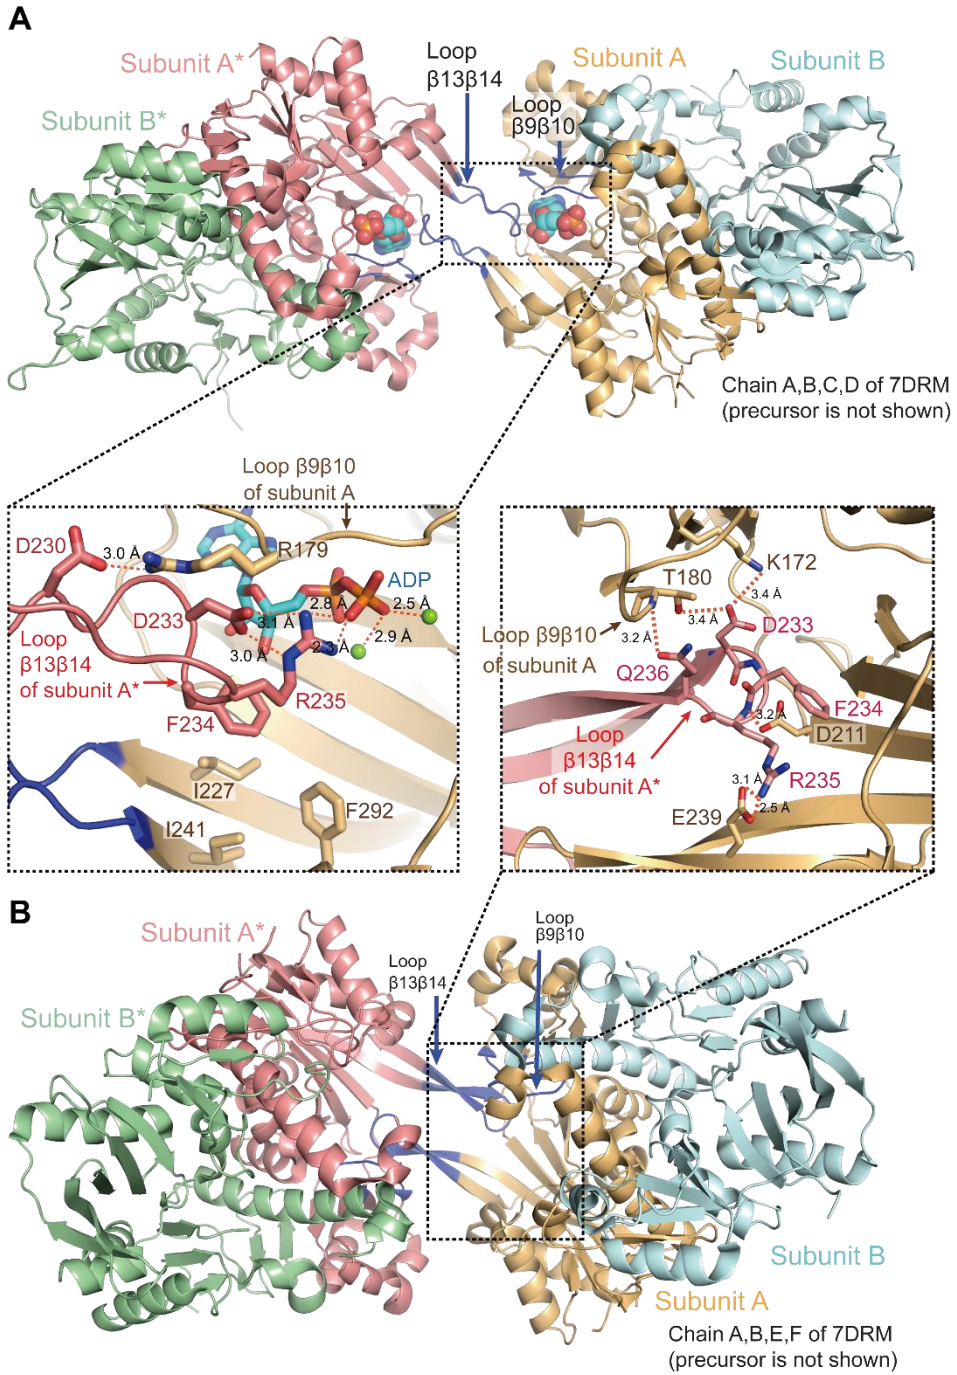 A
Subunit A*
Loop
β13β14
Subunit A
Subunit B
Loop
β9β10
Subunit B*
Chain A,B,C,D of 7DRM
(precursor is not shown)
Loop β9β10
of subunit A
D230
3.0 Å
R179
ADP
2.8 Å
2.5 Å
D233
3.1 Å
2.9 Å
3.0 Å
2.3 Å
Loop
β13β14
of subunit A*
R235
F234
I227
F292
I241
K172
T180
3.4 Å
3.4 Å
D233
Loop β9β10
of subunit A
3.2 Å
Q236
F234
3.2 Å
D211
Loop
β13β14
of subunit A*
3.1 Å
R235
2.5 Å
E239
B
Subunit A*
Loop
β9β10
Loop
β13β14
Subunit B*
Subunit B
Subunit A
Chain A,B,E,F of 7DRM
(precursor is not shown)